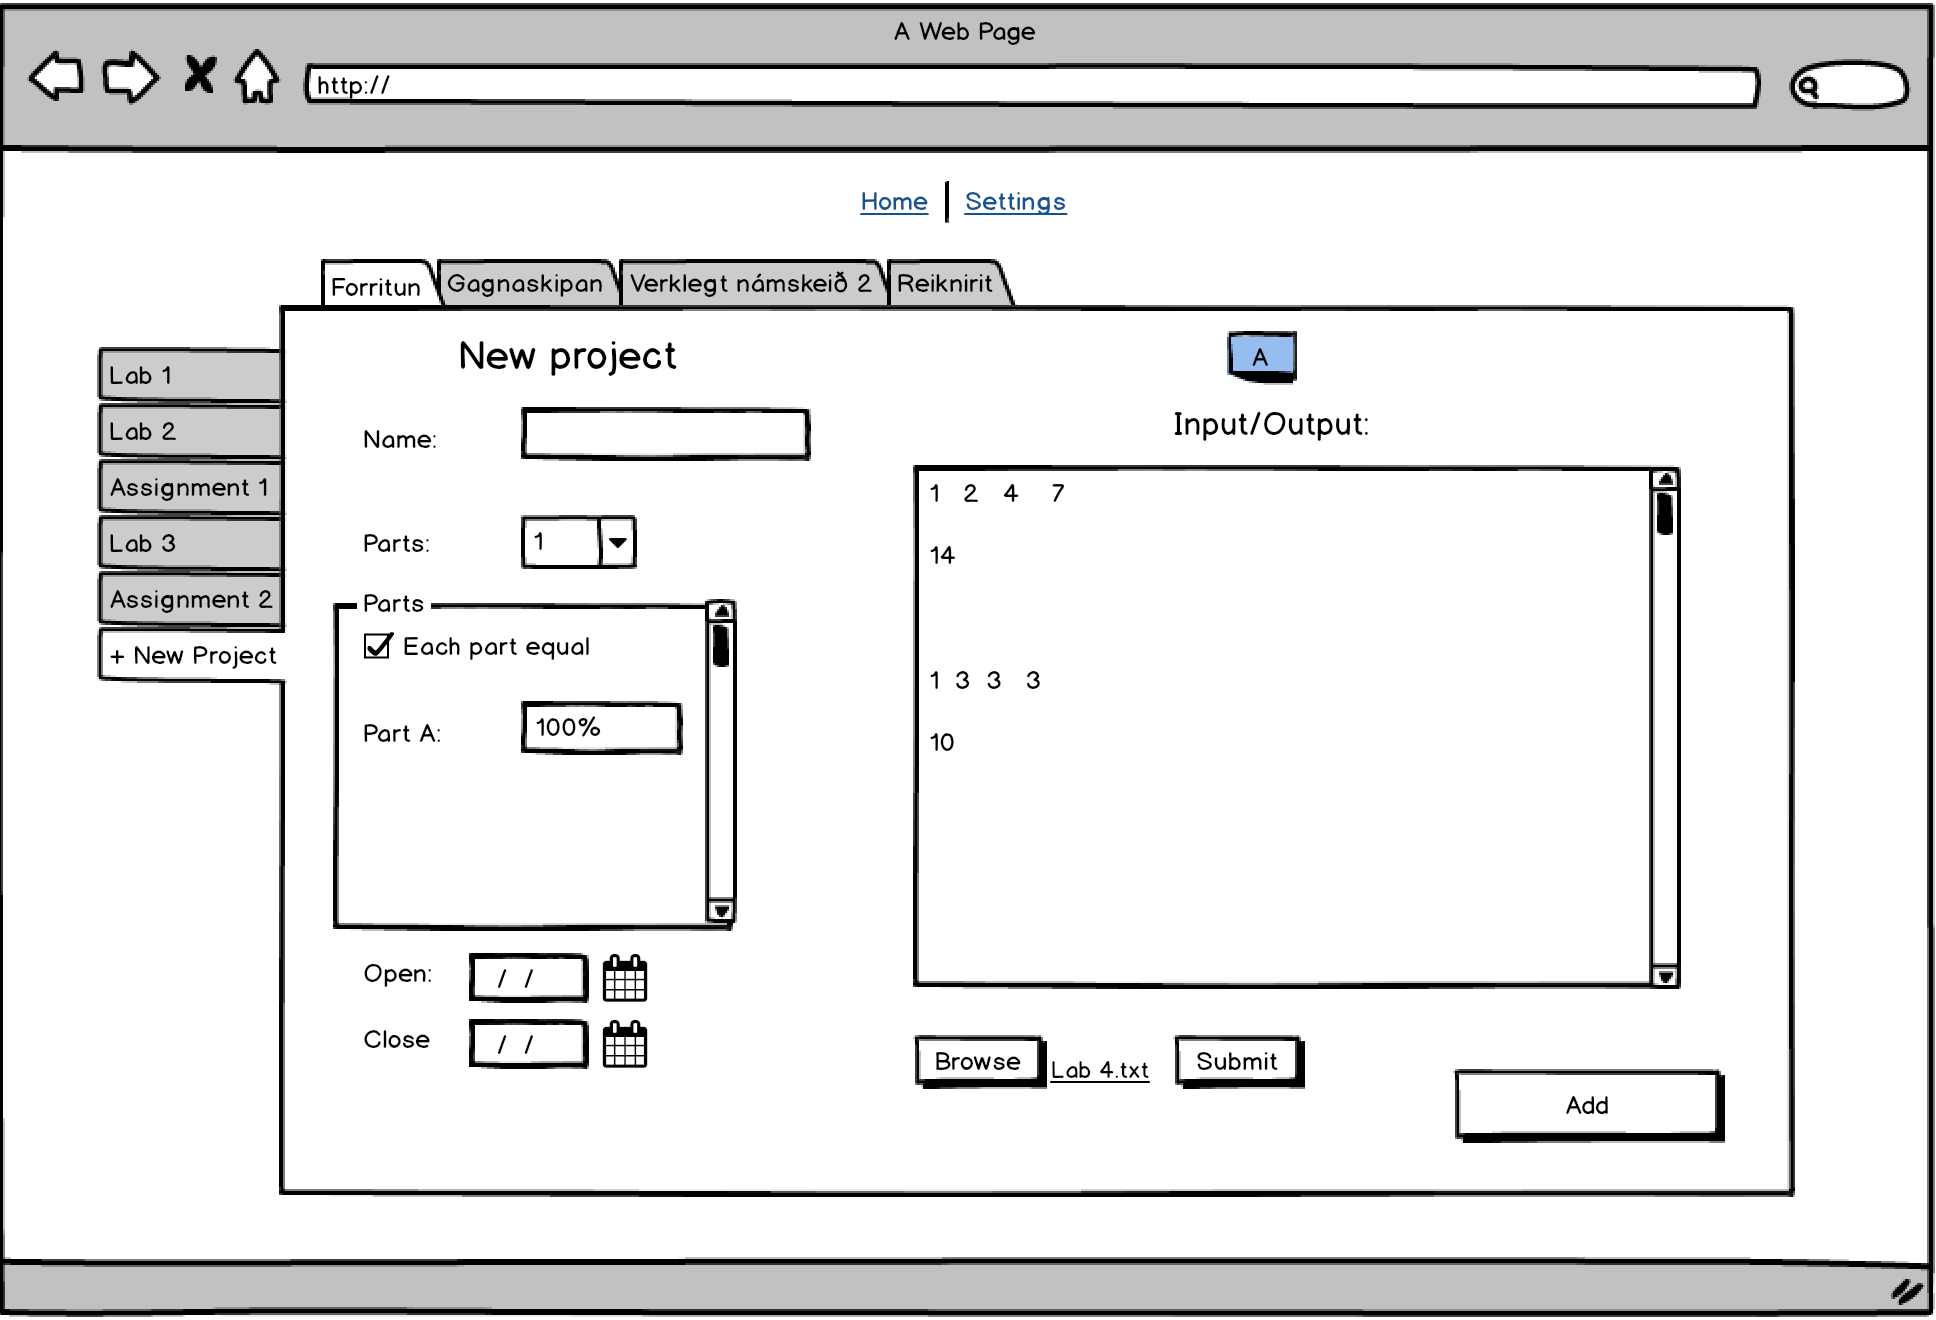 A Web Page
http://
Home | Settings
Forritun
Gagnaskipan
Verklegt námskeið 2
Reiknirit
Lab 1
Lab 2
Assignment 1
Lab 3
Assignment 2
+ New Project
New project
Name:
Parts:
1
Parts
Each part equal
Part A:
100%
Open:
/ /
Close
/ /
A
Input/Output:
1 2 4 7
14
1 3 3 3
10
Browse
Lab 4.txt
Submit
Add